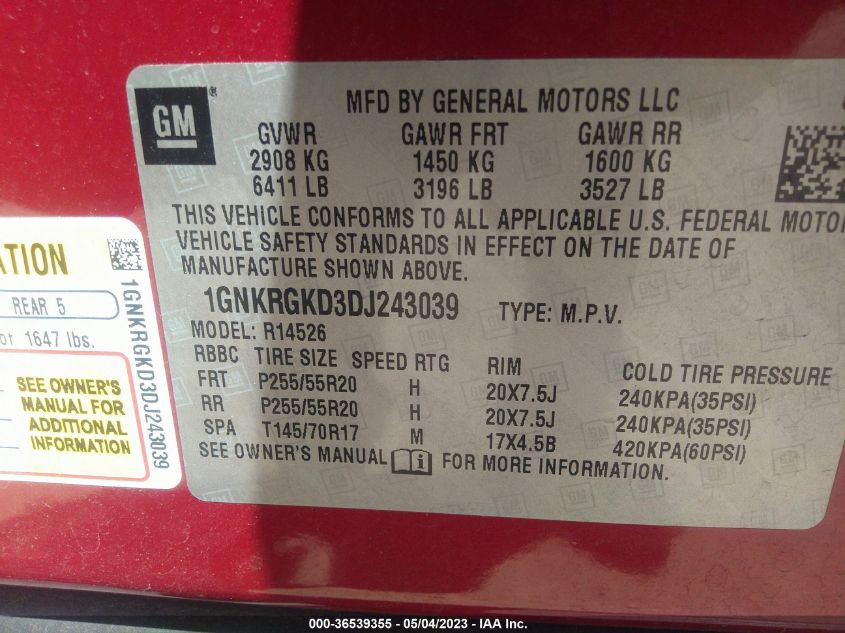 GM ®
MFD BY GENERAL MOTORS LLC
GVWR GAWR FRT GAWR RR
2908 KG 1450 KG 1600 KG
6411 LB 3196 LB 3527 LB
THIS VEHICLE CONFORMS TO ALL APPLICABLE U.S. FEDERAL MOTOR
VEHICLE SAFETY STANDARDS IN EFFECT ON THE DATE OF
MANUFACTURE SHOWN ABOVE.
1GNKRGKD3DJ243039 TYPE: M.P.V.
MODEL: R14526
RBBC TIRE SIZE SPEED RTG RIM COLD TIRE PRESSURE
FRT P255/55R20 H 20X7.5J 240KPA(35PSI)
RR P255/55R20 H 20X7.5J 240KPA(35PSI)
SPA T145/70R17 M 17X4.5B 420KPA(60PSI)
SEE OWNER'S MANUAL i FOR MORE INFORMATION.
ATION
REAR 5
or 1647 lbs.
SEE OWNER'S
MANUAL FOR
ADDITIONAL
INFORMATION
1GNKRGKD3DJ243039
000-36539355 - 05/04/2023 - IAA Inc.